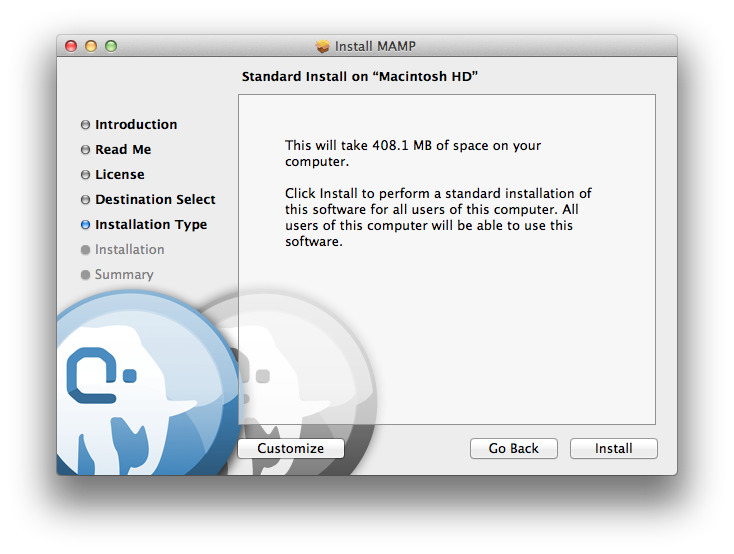 Install MAMP
Standard Install on “Macintosh HD”
Introduction
Read Me
License
Destination Select
Installation Type
Installation
Summary
This will take 408.1 MB of space on your
computer.
Click Install to perform a standard installation of
this software for all users of this computer. All
users of this computer will be able to use this
software.
Customize
Go Back
Install